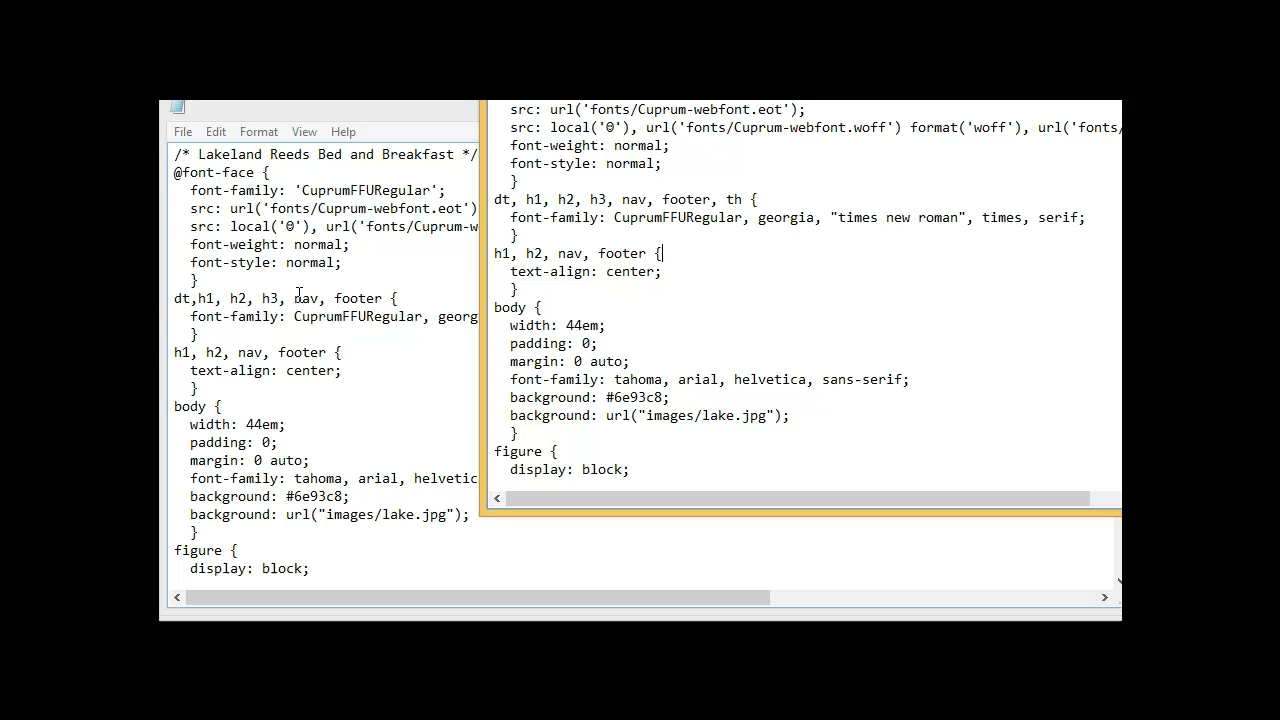 File Edit Format View Help
/* Lakeland Reeds Bed and Breakfast */
@font-face {
font-family: 'CuprumFFURegular';
src: url('fonts/Cuprum-webfont.eot')
src: local('☺'), url('fonts/Cuprum-w
font-weight: normal;
font-style: normal;
}
dt,h1, h2, h3, nav, footer {
font-family: CuprumFFURegular, georg
}
h1, h2, nav, footer {
text-align: center;
}
body {
width: 44em;
padding: 0;
margin: 0 auto;
font-family: tahoma, arial, helvetic
background: #6e93c8;
background: url("images/lake.jpg");
}
figure {
display: block;
src: url('fonts/Cuprum-webfont.eot');
src: local('☺'), url('fonts/Cuprum-webfont.woff') format('woff'), url('fonts/
font-weight: normal;
font-style: normal;
}
dt, h1, h2, h3, nav, footer, th {
font-family: CuprumFFURegular, georgia, "times new roman", times, serif;
}
h1, h2, nav, footer {
text-align: center;
}
body {
width: 44em;
padding: 0;
margin: 0 auto;
font-family: tahoma, arial, helvetica, sans-serif;
background: #6e93c8;
background: url("images/lake.jpg");
}
figure {
display: block;